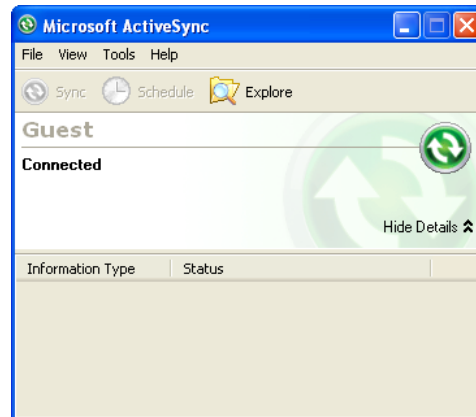 Microsoft ActiveSync
File View Tools Help
Sync Schedule Explore
Guest
Connected
Hide Details
Information Type Status